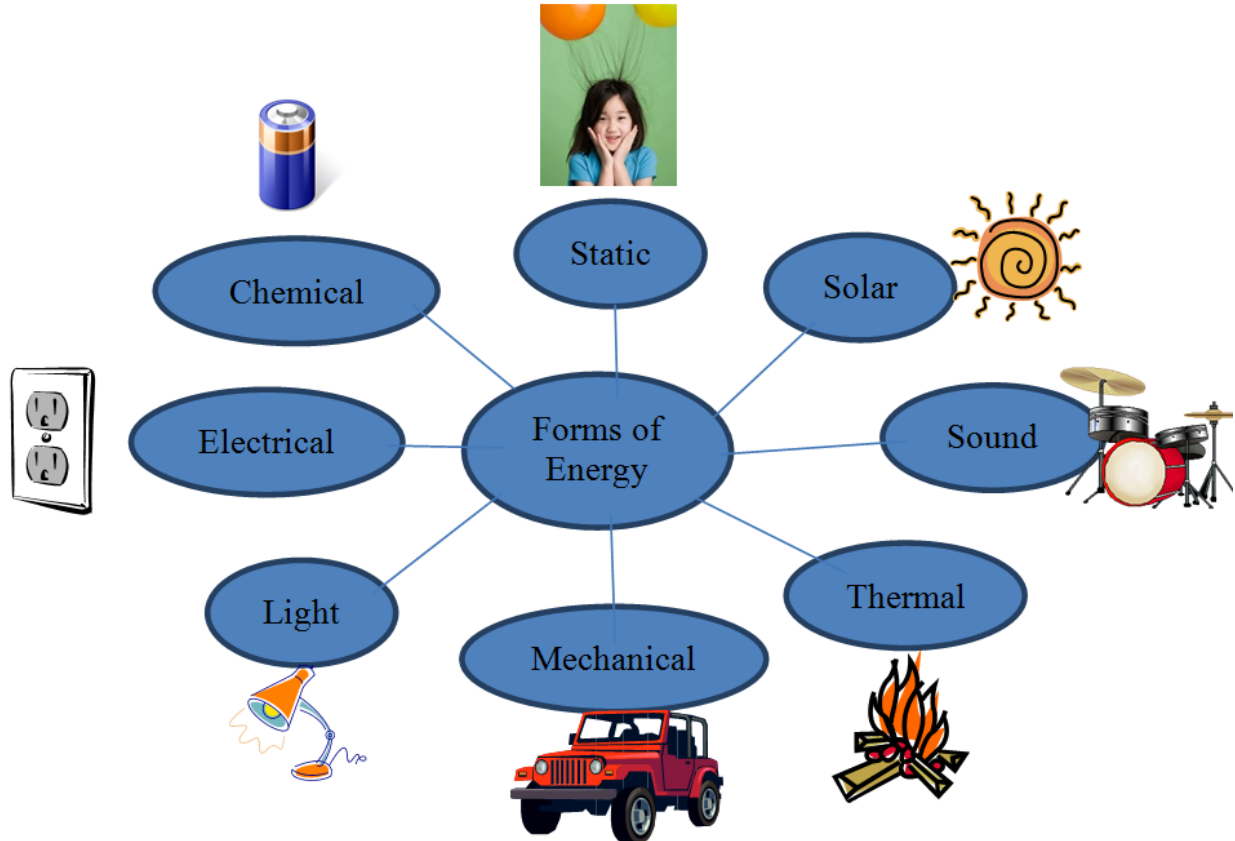 Static
Chemical
Solar
Electrical
Forms of
Energy
Sound
Light
Mechanical
Thermal